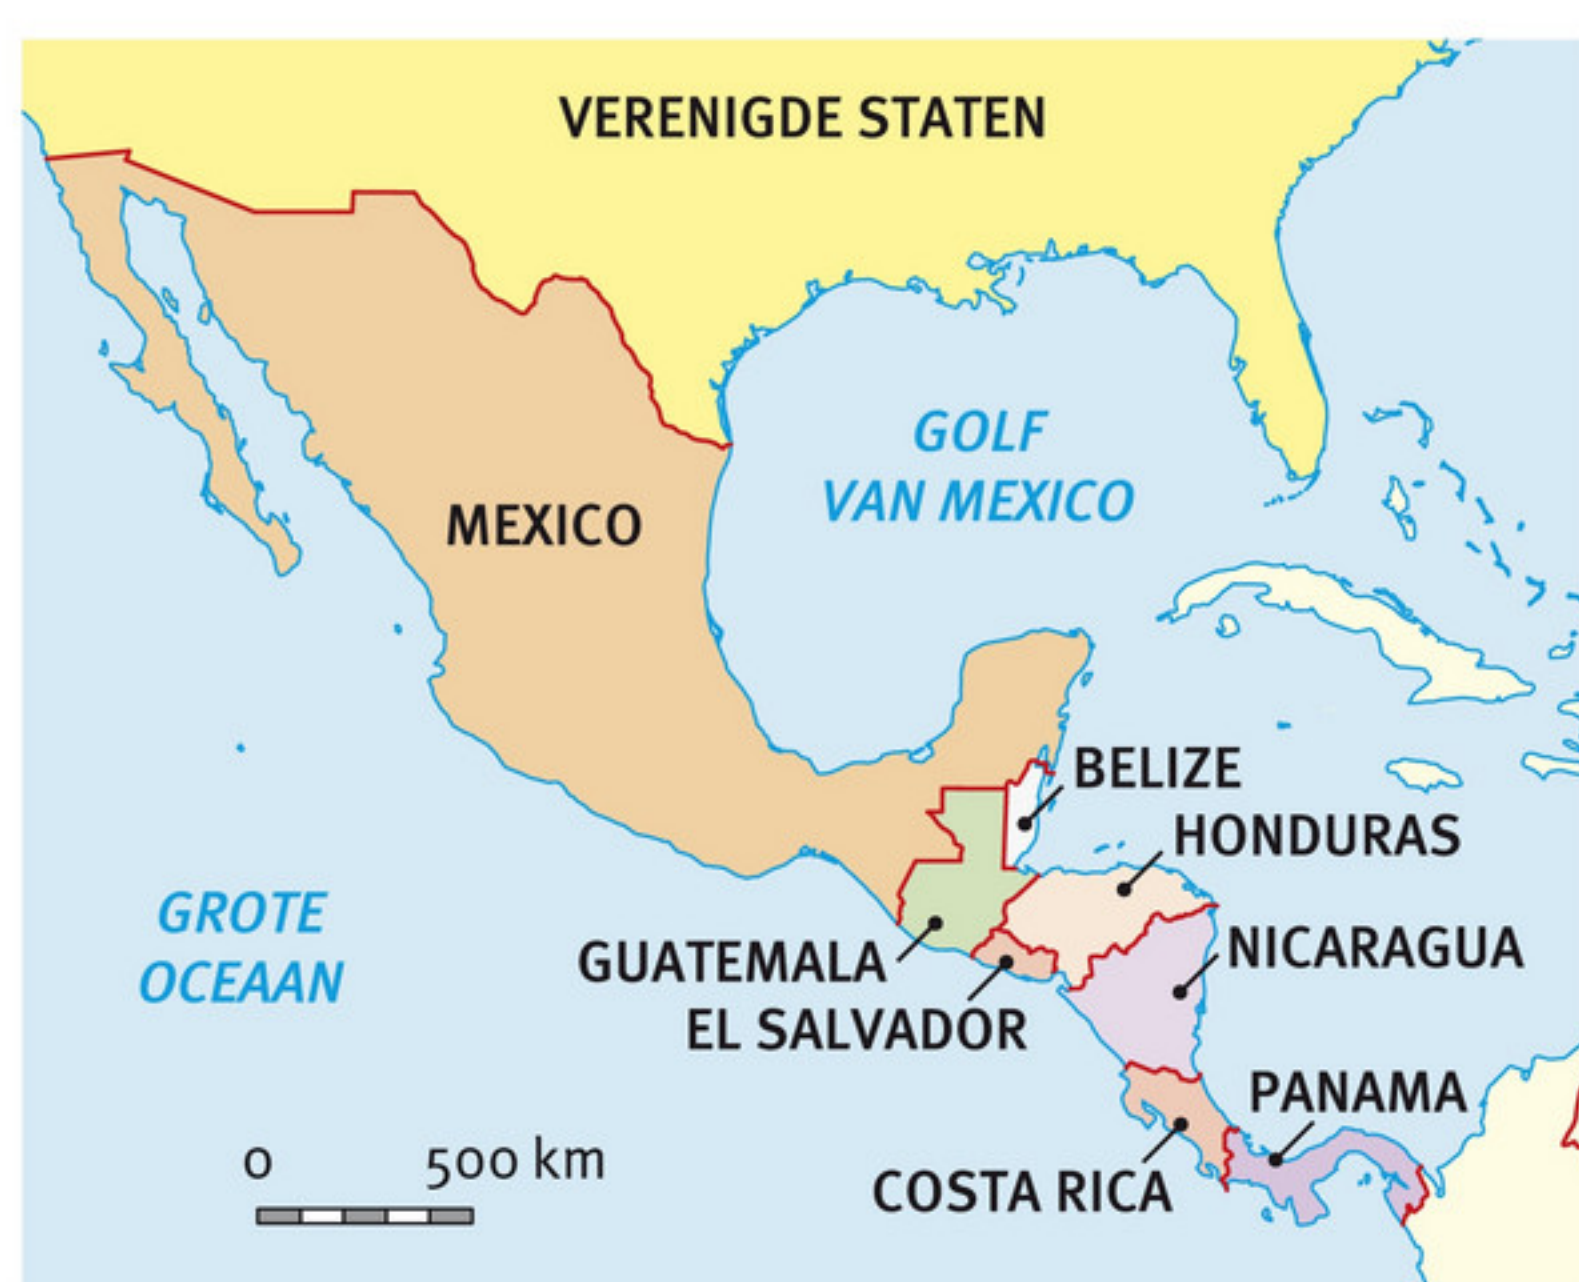 VERENIGDE STATEN
GOLF
VAN MEXICO
MEXICO
BELIZE
HONDURAS
GROTE
OCEAAN
GUATEMALA
NICARAGUA
EL SALVADOR
PANAMA
0 500 km
COSTA RICA